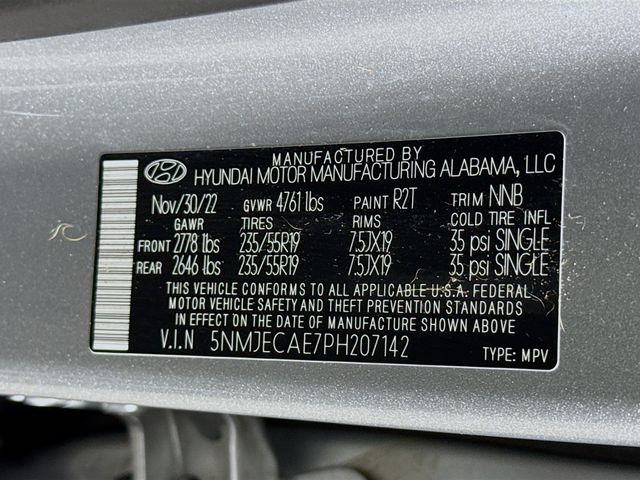 MANUFACTURED BY
HYUNDAI MOTOR MANUFACTURING ALABAMA, LLC
Nov/30/22 GVWR 4761 lbs PAINT R2T TRIM NNB
GAWR TIRES RIMS COLD TIRE INFL
FRONT 2778 lbs 235/55R19 7.5JX19 35 psi SINGLE
REAR 2646 lbs 235/55R19 7.5JX19 35 psi SINGLE
THIS VEHICLE CONFORMS TO ALL APPLICABLE U.S.A. FEDERAL
MOTOR VEHICLE SAFETY AND THEFT PREVENTION STANDARDS
IN EFFECT ON THE DATE OF MANUFACTURE SHOWN ABOVE
V.I.N 5NMJECAE7PH207142 TYPE: MPV